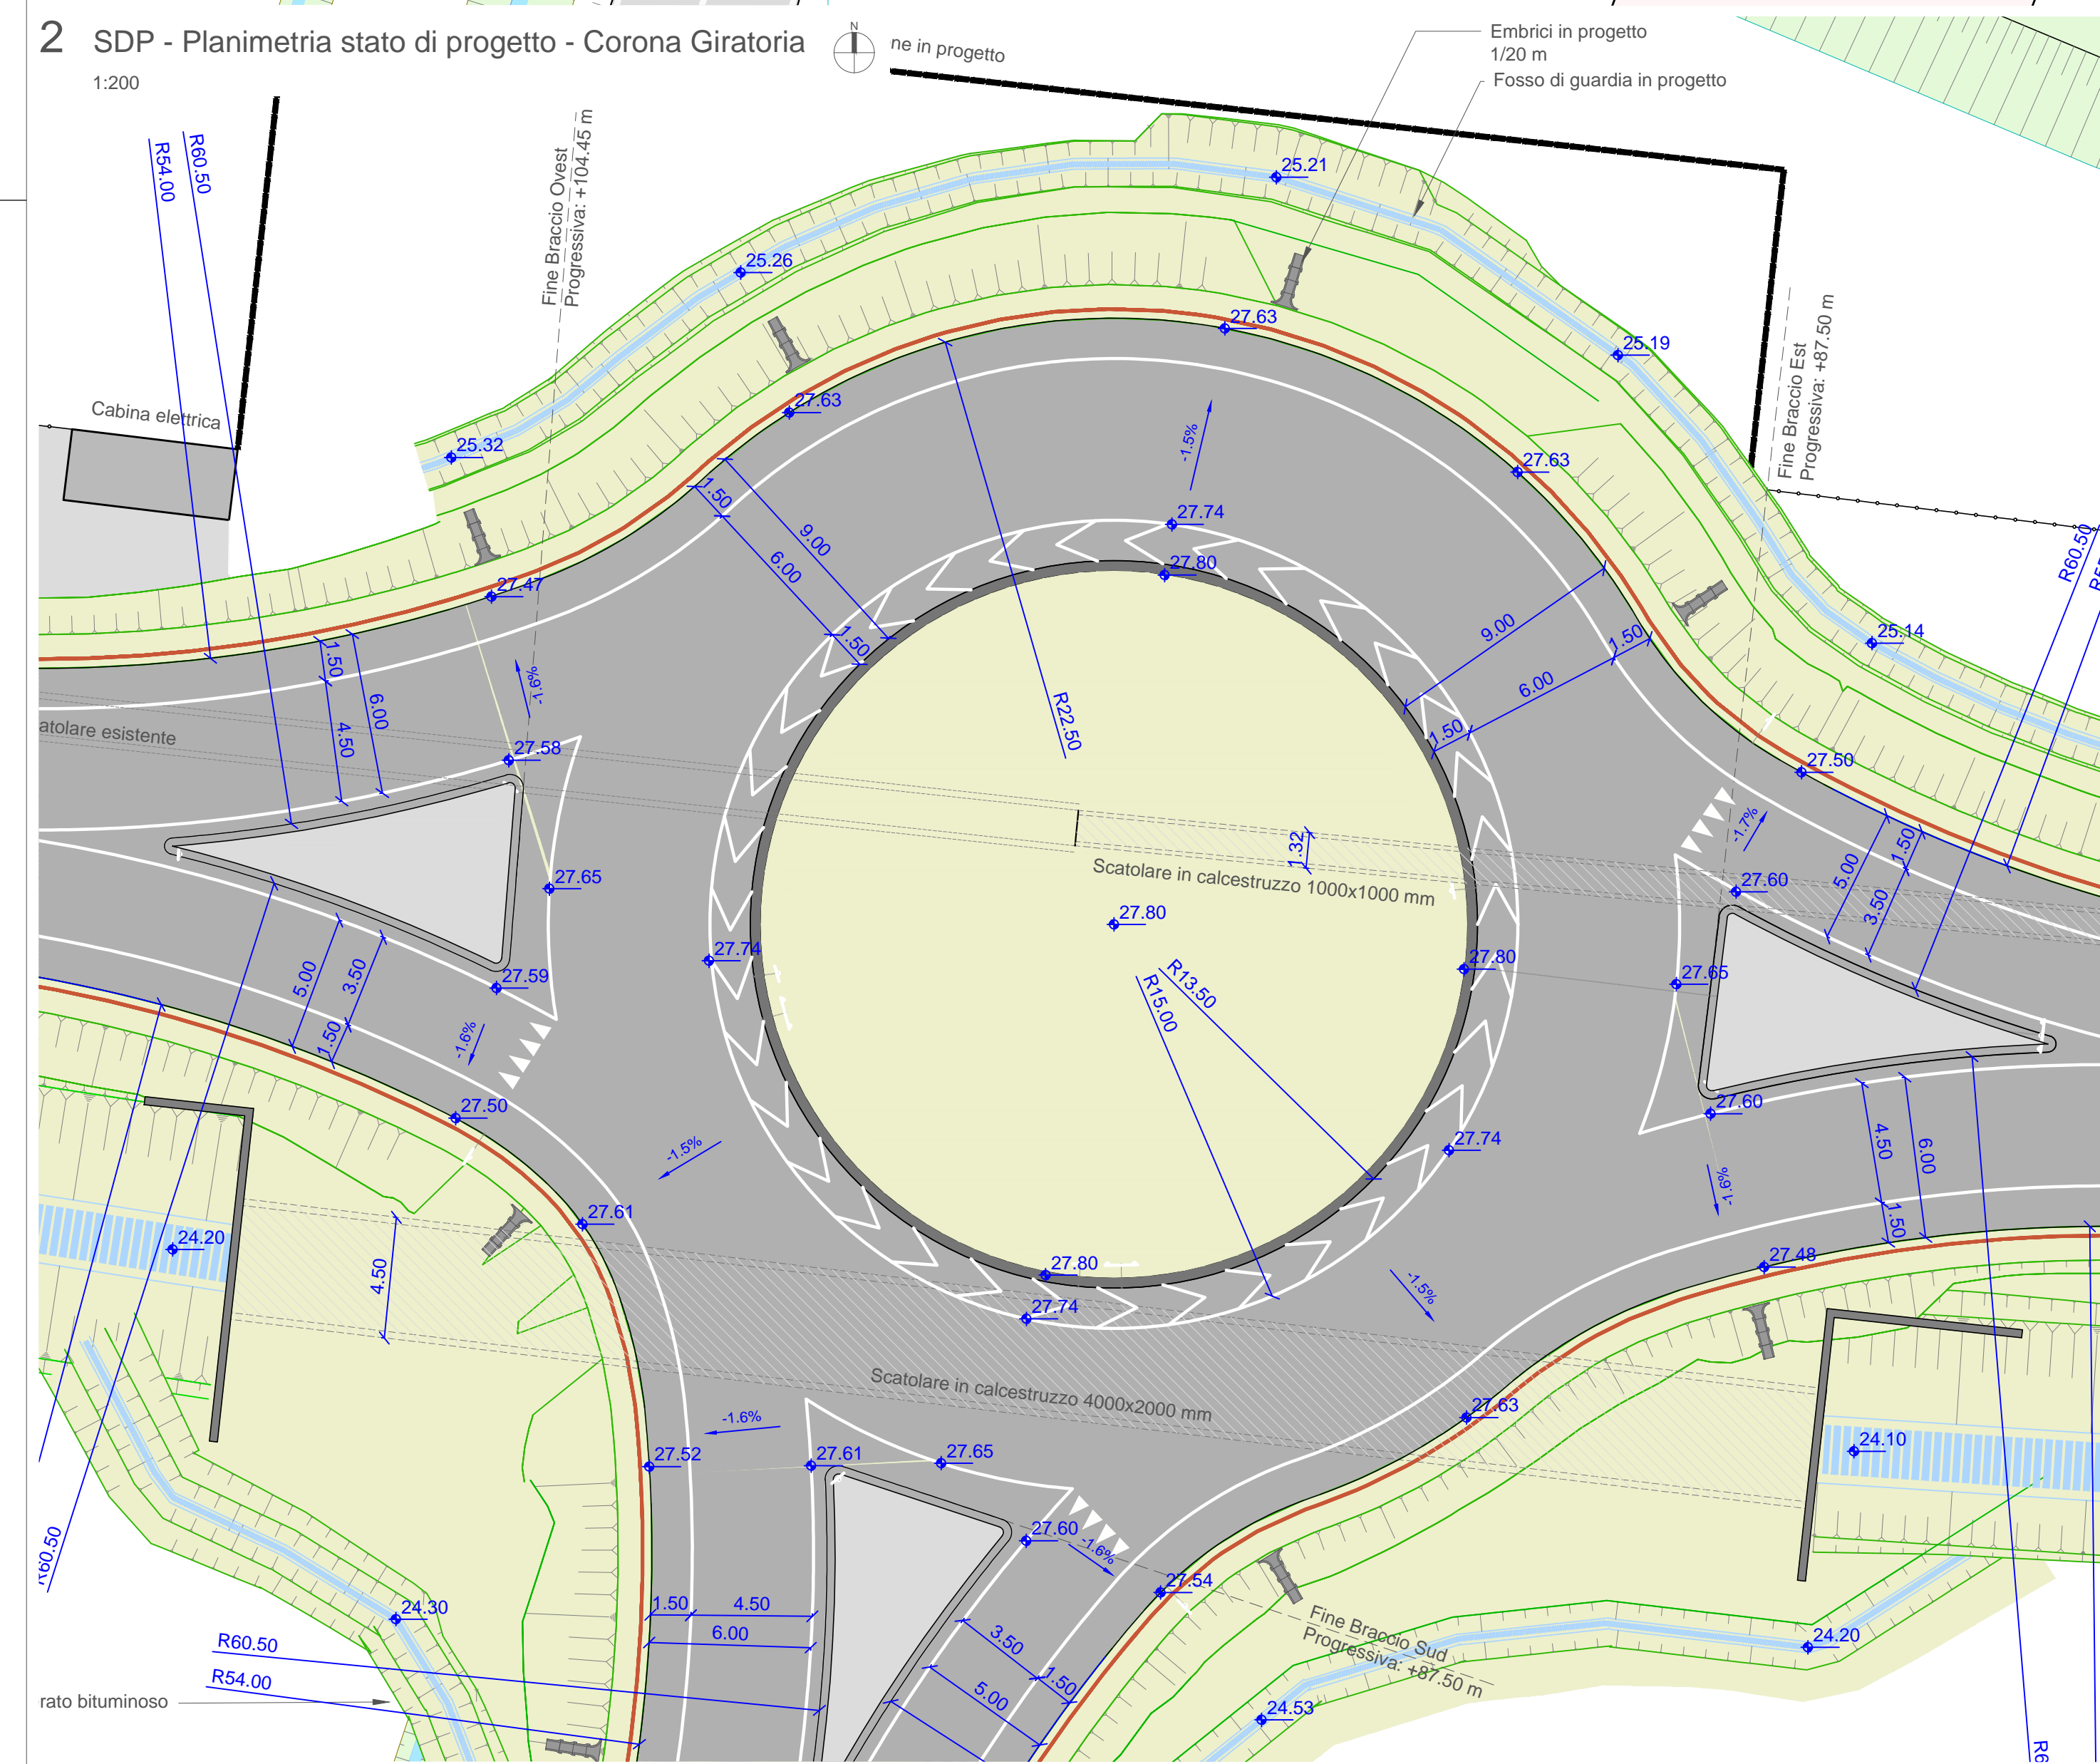 2 SDP - Planimetria stato di progetto - Corona Giratoria
1:200
N
ne in progetto
Embrici in progetto
1/20 m
Fosso di guardia in progetto
R54.00
R60.50
Fine Braccio Ovest
Progressiva: +104.45 m
25.21
25.26
25.19
25.32
25.14
Fine Braccio Est
Progressiva: +87.50 m
Cabina elettrica
27.63
27.63
27.63
27.47
-1.5%
27.74
27.80
1.50
9.00
6.00
1.50
R22.50
9.00
1.50
6.00
1.50
R60.50
1.50
6.00
4.50
-1.6%
atolare esistente
27.58
27.50
-1.7%
1.32
Scatolare in calcestruzzo 1000x1000 mm
27.65
27.60
5.00
1.50
3.50
27.80
27.74
27.80
27.65
R13.50
R15.00
27.59
5.00
3.50
1.50
-1.6%
27.50
27.60
27.74
-1.5%
4.50
6.00
1.50
-1.6%
27.61
24.20
4.50
27.80
27.74
-1.5%
27.48
Scatolare in calcestruzzo 4000x2000 mm
27.63
-1.6%
27.52
27.61
27.65
24.10
27.60
-1.6%
27.54
R60.50
24.30
1.50
4.50
6.00
3.50
1.50
5.00
Fine Braccio Sud
Progressiva: +87.50 m
24.20
24.53
R60.50
R54.00
rato bituminoso